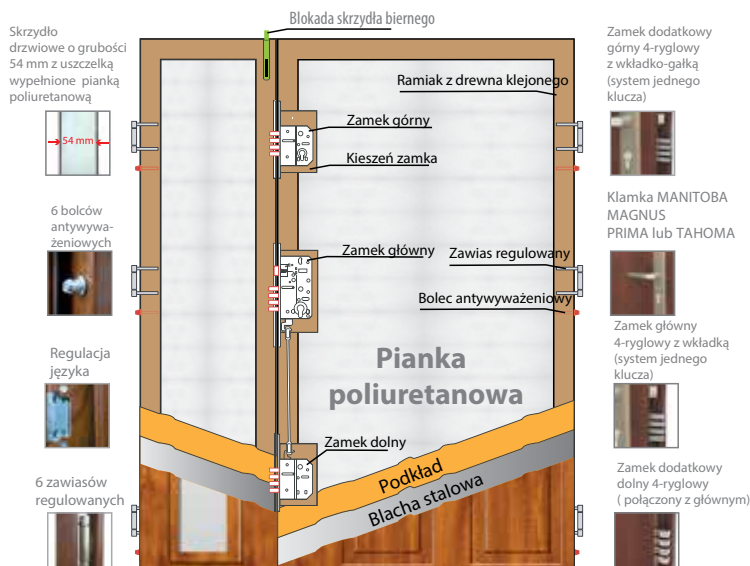 Blokada skrzydła biernego
Skrzydło
drzwiowe o grubości
54 mm z uszczelką
wypełnione pianką
poliuretanową
54 mm
6 bolców
antywywa-
żeniowych
Regulacja
języka
6 zawiasów
regulowanych
Ramiak z drewna klejonego
Zamek górny
Kieszeń zamka
Zamek główny
Zawias regulowany
Bolec antywyważeniowy
Pianka
poliuretanowa
Zamek dolny
Podkład
Blacha stalowa
Zamek dodatkowy
górny 4-ryglowy
z wkładko-gałką
(system jednego
klucza)
Klamka MANITOBA
MAGNUS
PRIMA lub TAHOMA
Zamek główny
4-ryglowy z wkładką
(system jednego
klucza)
Zamek dodatkowy
dolny 4-ryglowy
( połączony z głównym)